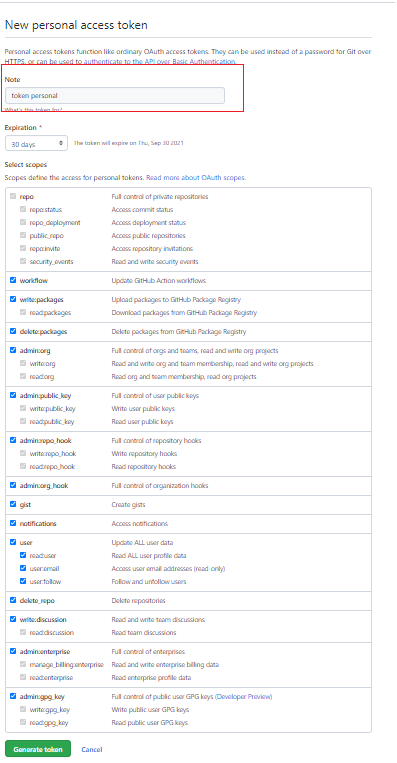 New personal access token
Personal access tokens function like ordinary OAuth access tokens. They can be used instead of a password for Git over
HTTPS, or can be used to authenticate to the API over Basic Authentication.
Note
token personal
What's this token for?
Expiration *
30 days The token will expire on Thu, Sep 30 2021
Select scopes
Scopes define the access for personal tokens. Read more about OAuth scopes.
repo Full control of private repositories
repo:status Access commit status
repo_deployment Access deployment status
public_repo Access public repositories
repo:invite Access repository invitations
security_events Read and write security events
workflow Update GitHub Action workflows
write:packages Upload packages to GitHub Package Registry
read:packages Download packages from GitHub Package Registry
delete:packages Delete packages from GitHub Package Registry
admin:org Full control of orgs and teams, read and write org projects
write:org Read and write org and team membership, read and write org projects
read:org Read org and team membership, read org projects
admin:public_key Full control of user public keys
write:public_key Write user public keys
read:public_key Read user public keys
admin:repo_hook Full control of repository hooks
write:repo_hook Write repository hooks
read:repo_hook Read repository hooks
admin:org_hook Full control of organization hooks
gist Create gists
notifications Access notifications
user Update ALL user data
read:user Read ALL user profile data
user:email Access user email addresses (read-only)
user:follow Follow and unfollow users
delete_repo Delete repositories
write:discussion Read and write team discussions
read:discussion Read team discussions
admin:enterprise Full control of enterprises
manage_billing:enterprise Read and write enterprise billing data
read:enterprise Read enterprise profile data
admin:gpg_key Full control of public user GPG keys (Developer Preview)
write:gpg_key Write public user GPG keys
read:gpg_key Read public user GPG keys
Generate token Cancel